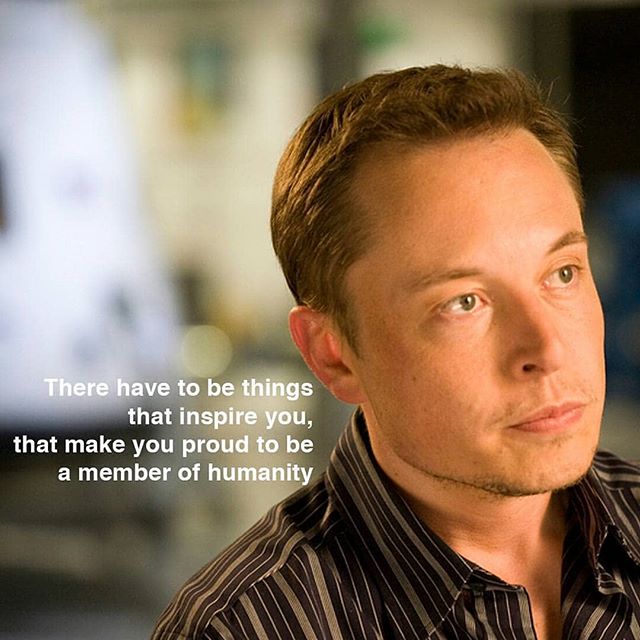 There have to be things
that inspire you,
that make you proud to be
a member of humanity